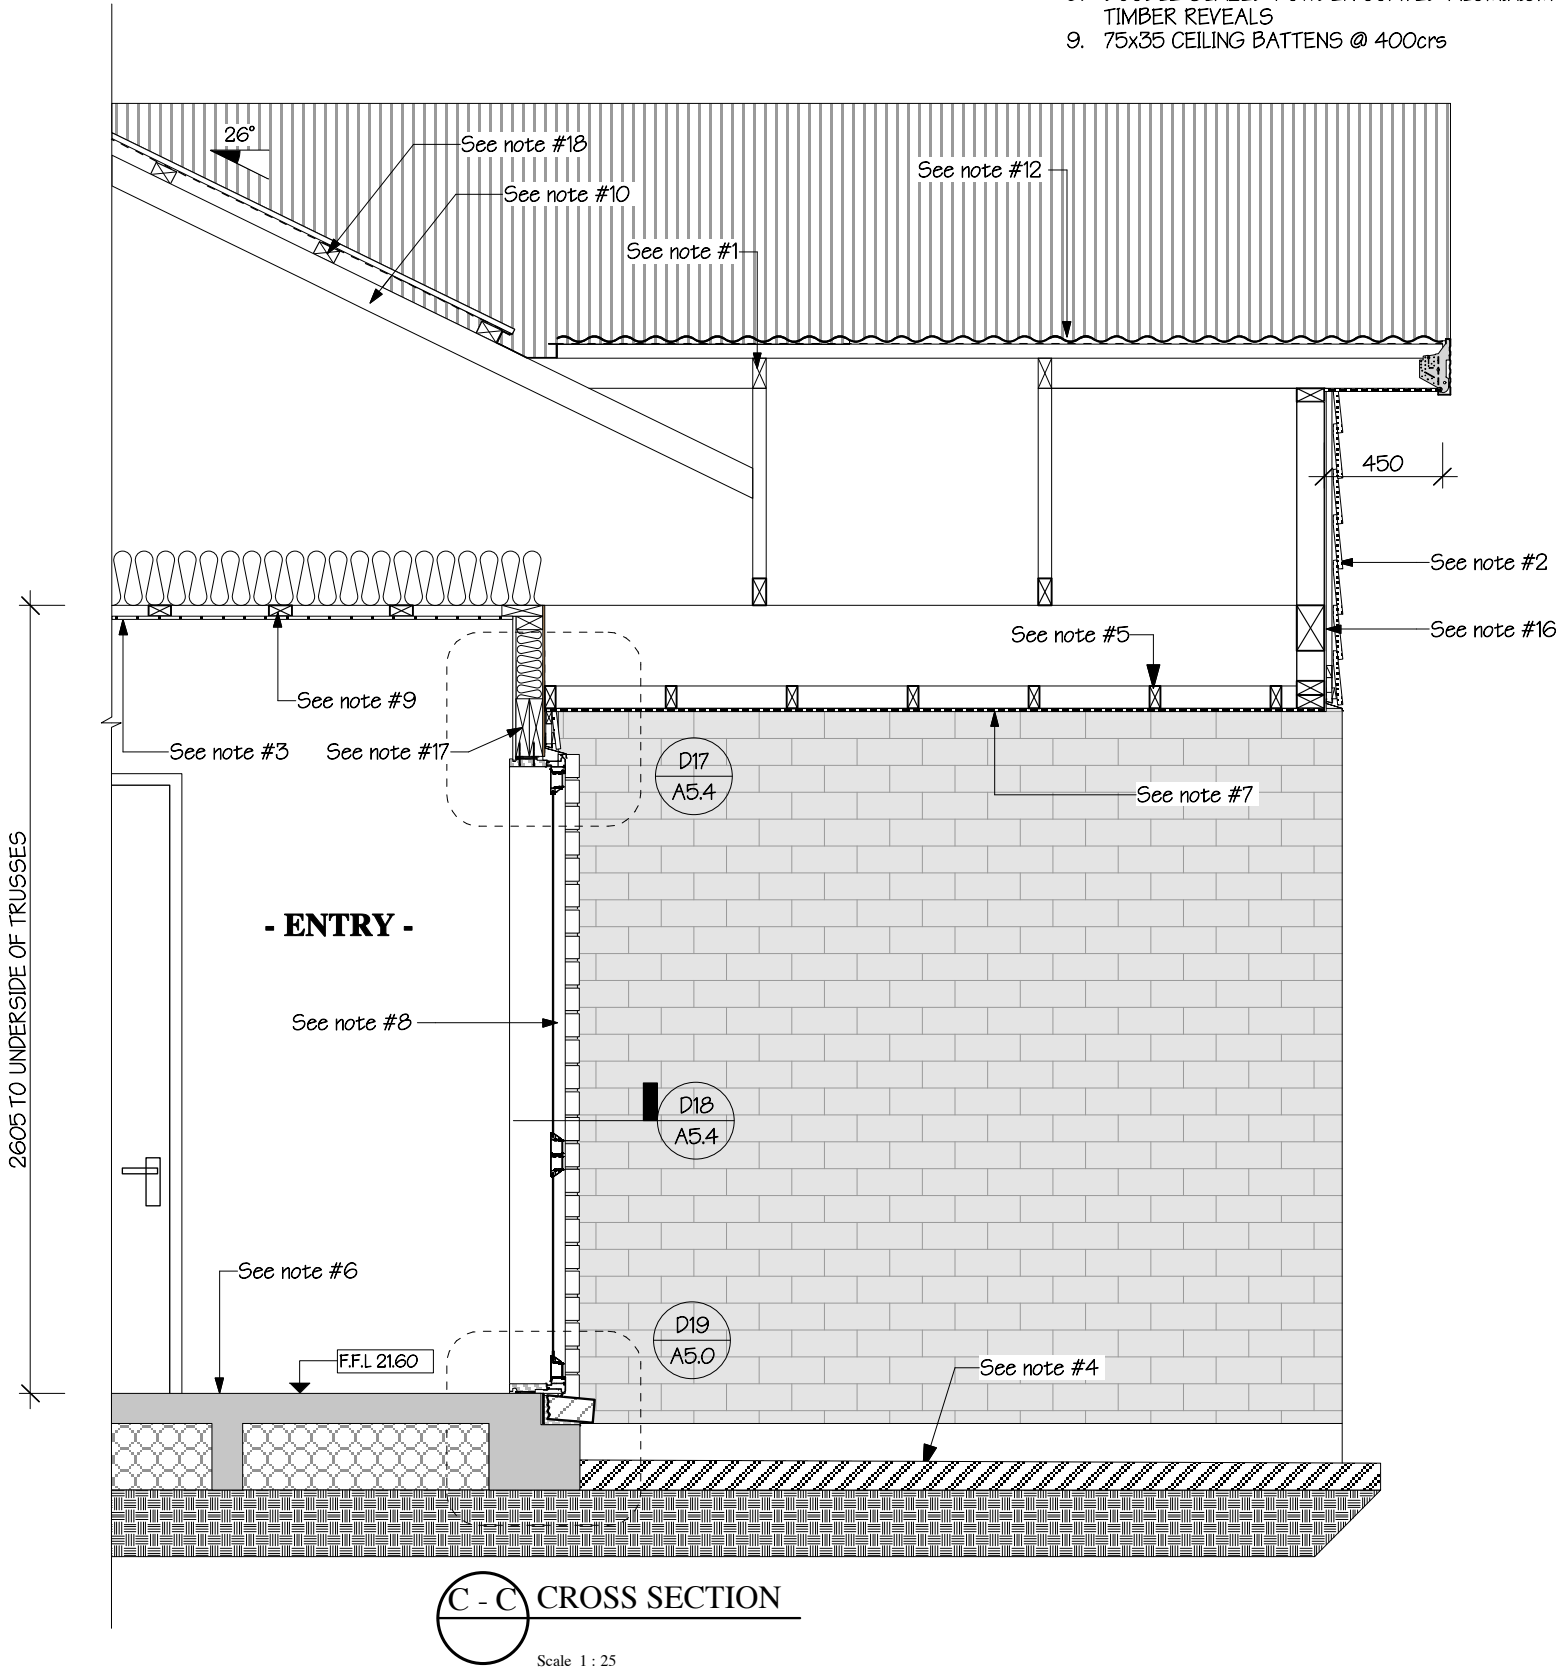 TIMBER REVEALS
9. 75x35 CEILING BATTENS @ 400crs
26°
See note #18
See note #12
See note #10
See note #1
450
See note #2
See note #5
See note #16
See note #9
See note #3
See note #17
D17
A5.4
See note #7
2605 TO UNDERSIDE OF TRUSSES
- ENTRY -
See note #8
D18
A5.4
See note #6
D19
A5.0
F.F.L 21.60
See note #4
C - C CROSS SECTION
Scale 1 : 25